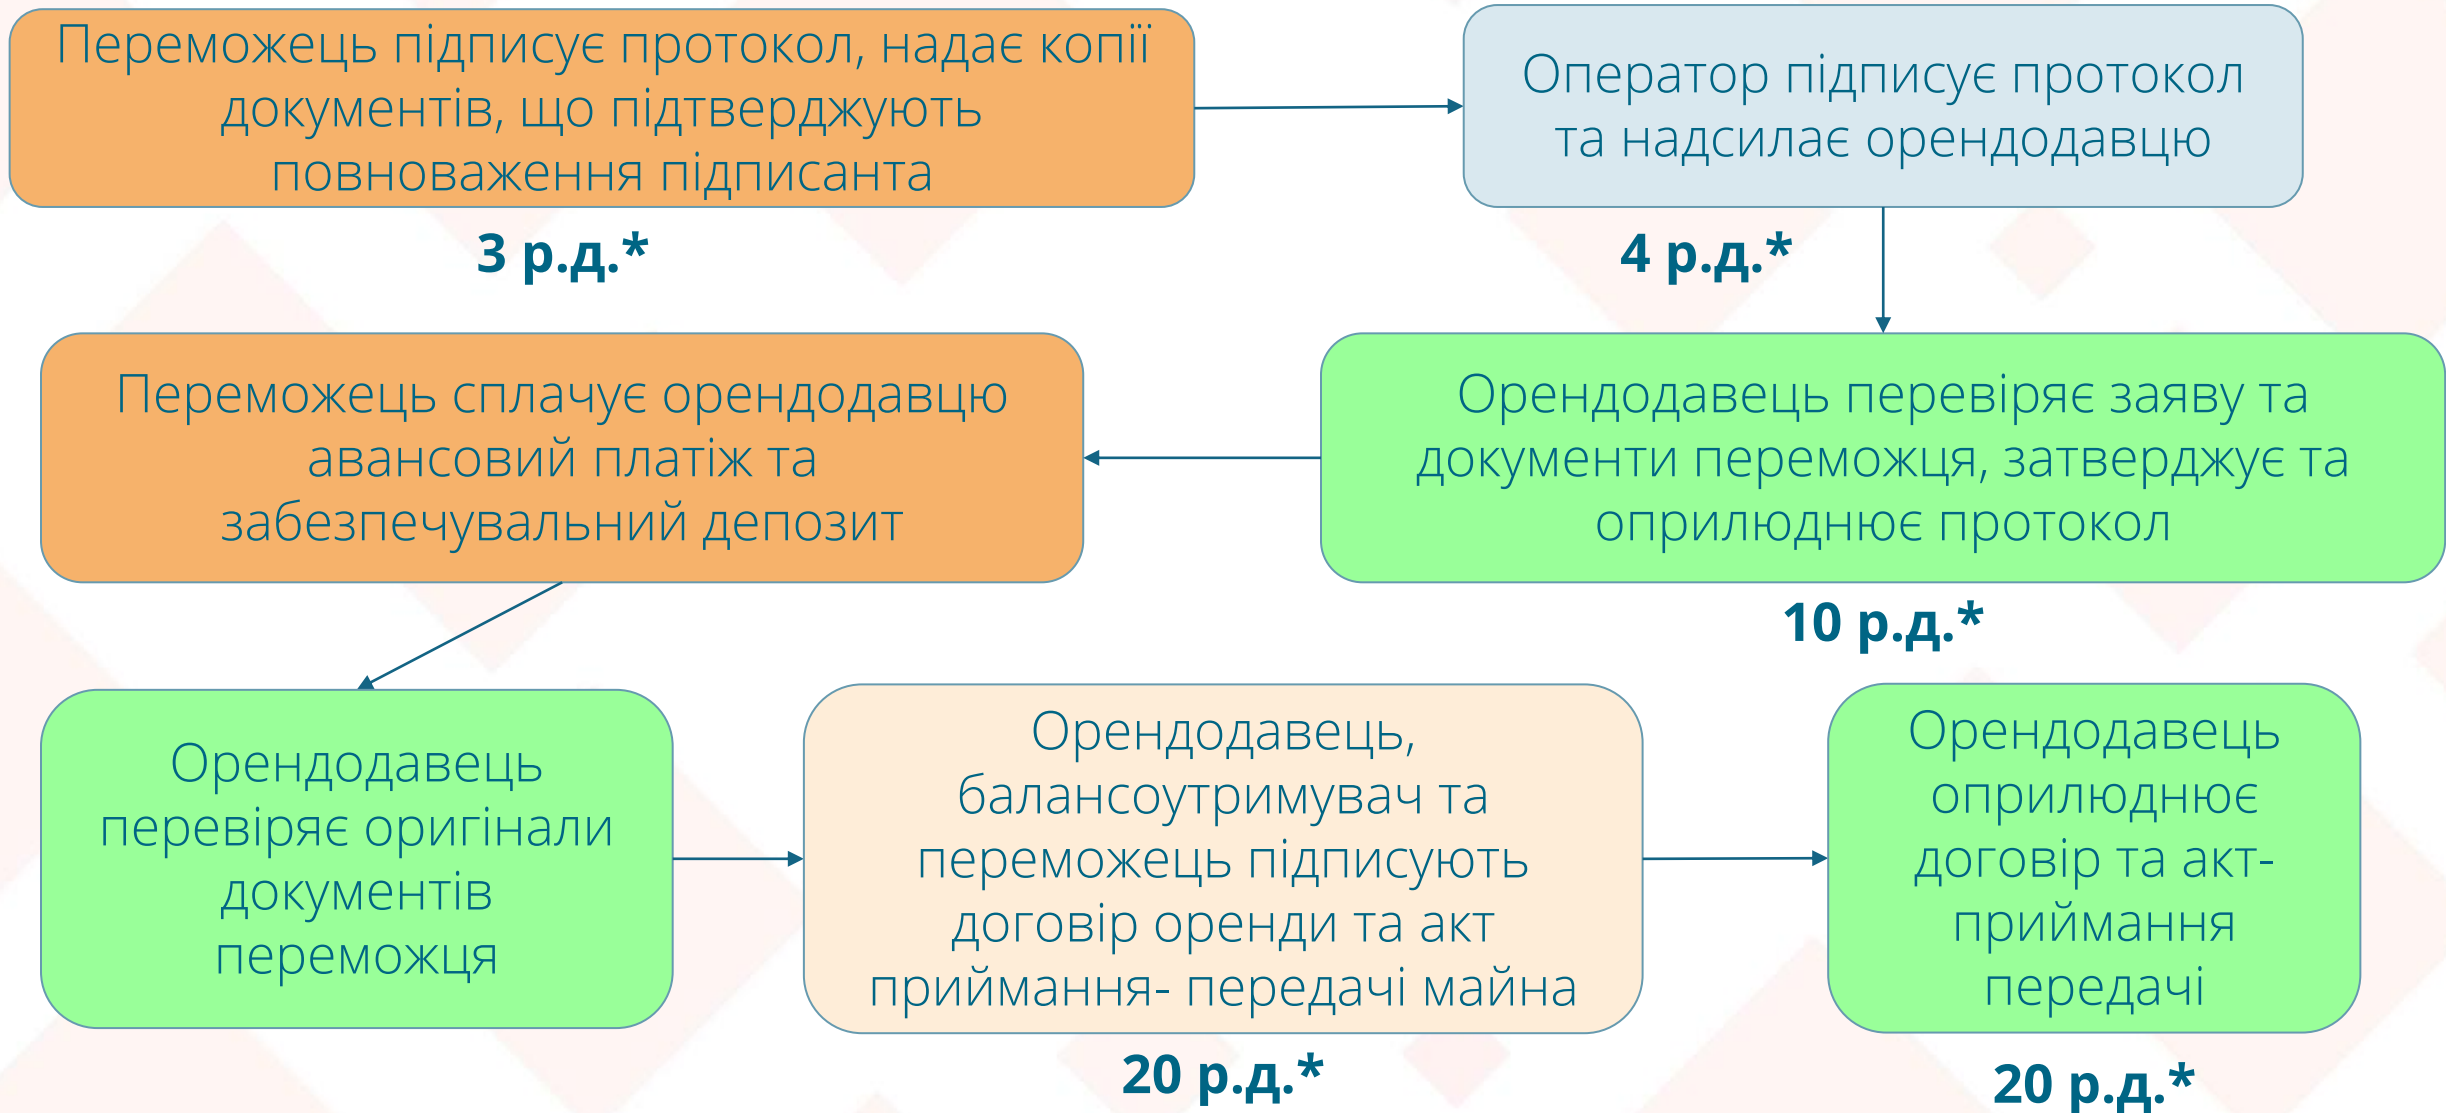 Переможець підписує протокол, надає копії
документів, що підтверджують
повноваження підписанта
3 р.д.*
Оператор підписує протокол
та надсилає орендодавцю
4 р.д.*
Орендодавець перевіряє заяву та
документи переможця, затверджує та
оприлюднює протокол
10 р.д.*
Переможець сплачує орендодавцю
авансовий платіж та
забезпечувальний депозит
Орендодавець
перевіряє оригінали
документів
переможця
Орендодавець,
балансоутримувач та
переможець підписують
договір оренди та акт
приймання- передачі майна
20 р.д.*
Орендодавець
оприлюднює
договір та акт-
приймання
передачі
20 р.д.*